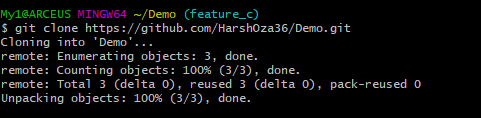 My1@ARCEUS MINGW64 ~/Demo (feature_c)
$ git clone https://github.com/HarshOza36/Demo.git
Cloning into 'Demo'...
remote: Enumerating objects: 3, done.
remote: Counting objects: 100% (3/3), done.
remote: Total 3 (delta 0), reused 3 (delta 0), pack-reused 0
Unpacking objects: 100% (3/3), done.